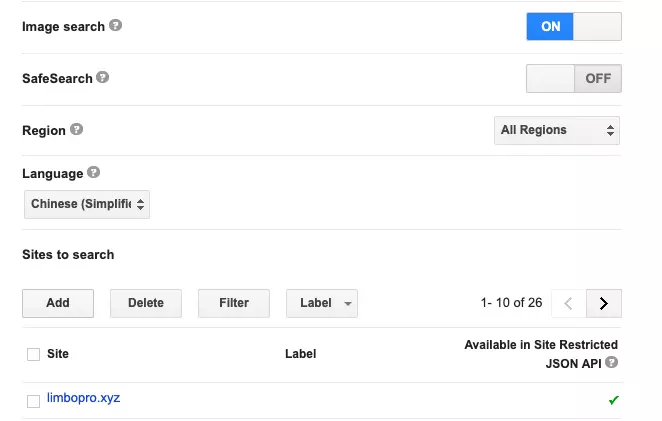 Image search ?
ON
SafeSearch ?
OFF
Region ?
All Regions
Language ?
Chinese (Simplifie
Sites to search
Add Delete Filter Label 1- 10 of 26
Site Label Available in Site Restricted
JSON API ?
limbopro.xyz